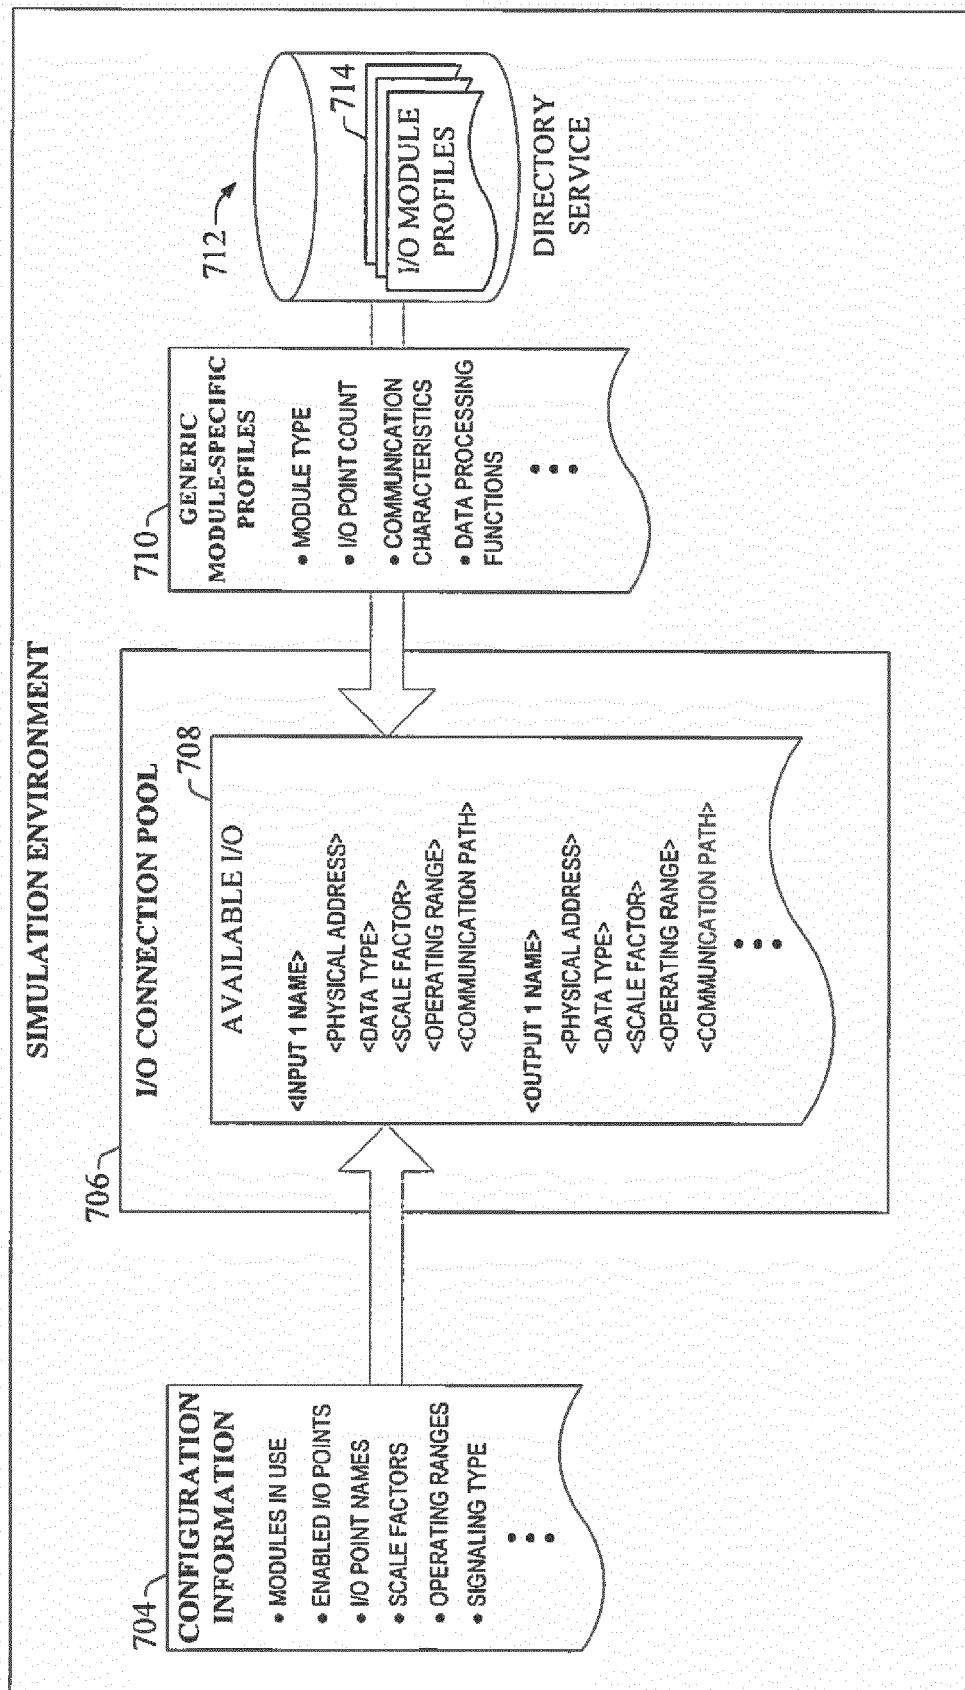 SIMULATION ENVIRONMENT
704
CONFIGURATION
INFORMATION
• MODULES IN USE
• ENABLED I/O POINTS
• I/O POINT NAMES
• SCALE FACTORS
• OPERATING RANGES
• SIGNALING TYPE
706
I/O CONNECTION POOL
708
AVAILABLE I/O
<INPUT 1 NAME>
<PHYSICAL ADDRESS>
<DATA TYPE>
<SCALE FACTOR>
<OPERATING RANGE>
<COMMUNICATION PATH>
<OUTPUT 1 NAME>
<PHYSICAL ADDRESS>
<DATA TYPE>
<SCALE FACTOR>
<OPERATING RANGE>
<COMMUNICATION PATH>
710
GENERIC
MODULE-SPECIFIC
PROFILES
• MODULE TYPE
• I/O POINT COUNT
• COMMUNICATION
CHARACTERISTICS
• DATA PROCESSING
FUNCTIONS
712
714
I/O MODULE
PROFILES
DIRECTORY
SERVICE